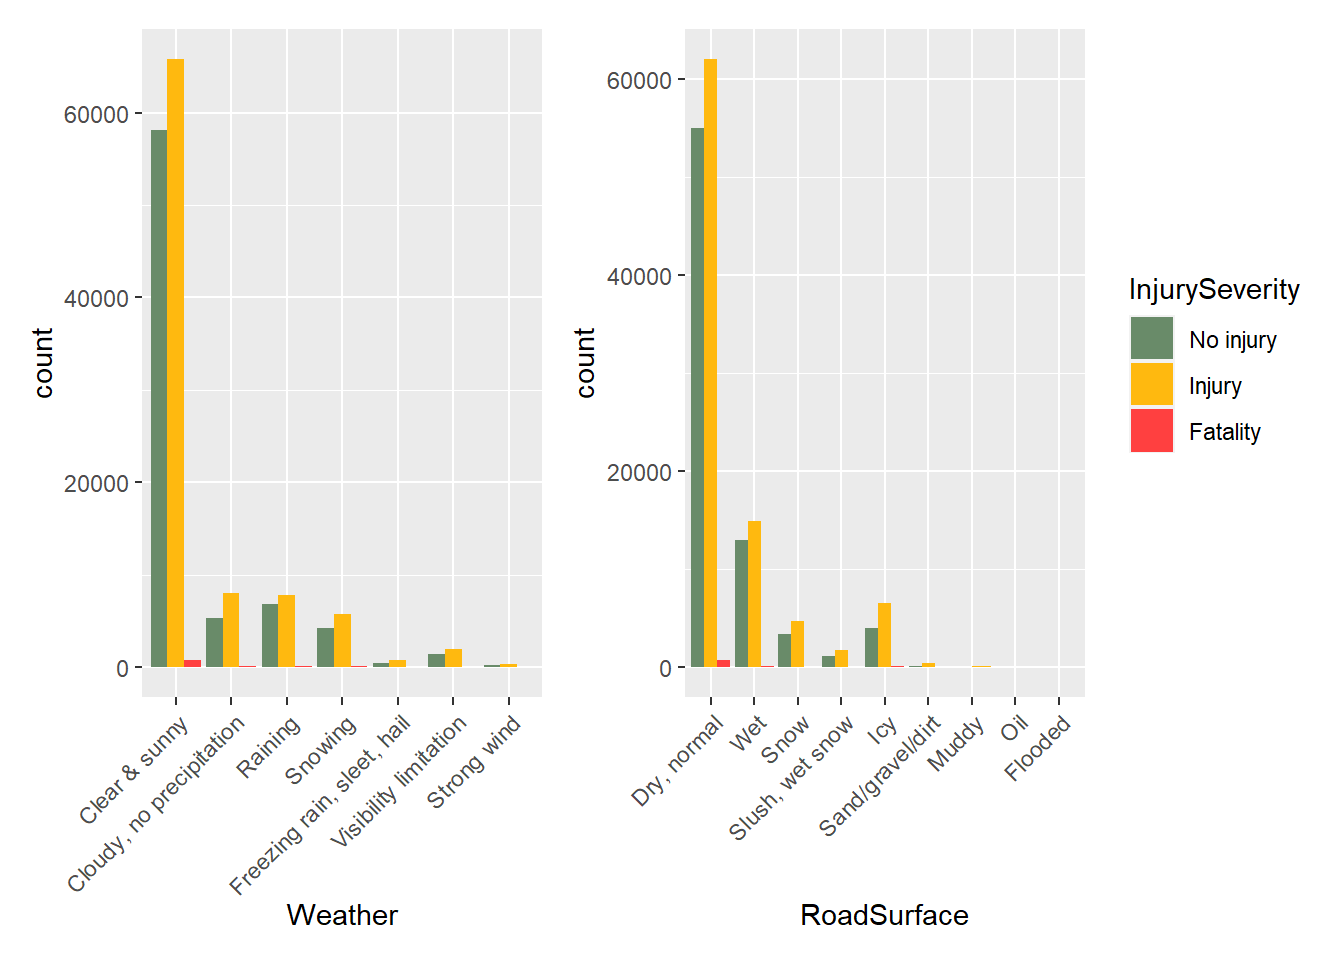 count
60000
40000
20000
0
Clear & sunny
Cloudy, no precipitation
Raining
Snowing
Freezing rain, sleet, hail
Visibility limitation
Strong wind
Weather
count
60000
40000
20000
0
Dry, normal
Wet
Snow
Slush, wet snow
Icy
Sand/gravel/dirt
Muddy
Oil
Flooded
RoadSurface
InjurySeverity
No injury
Injury
Fatality